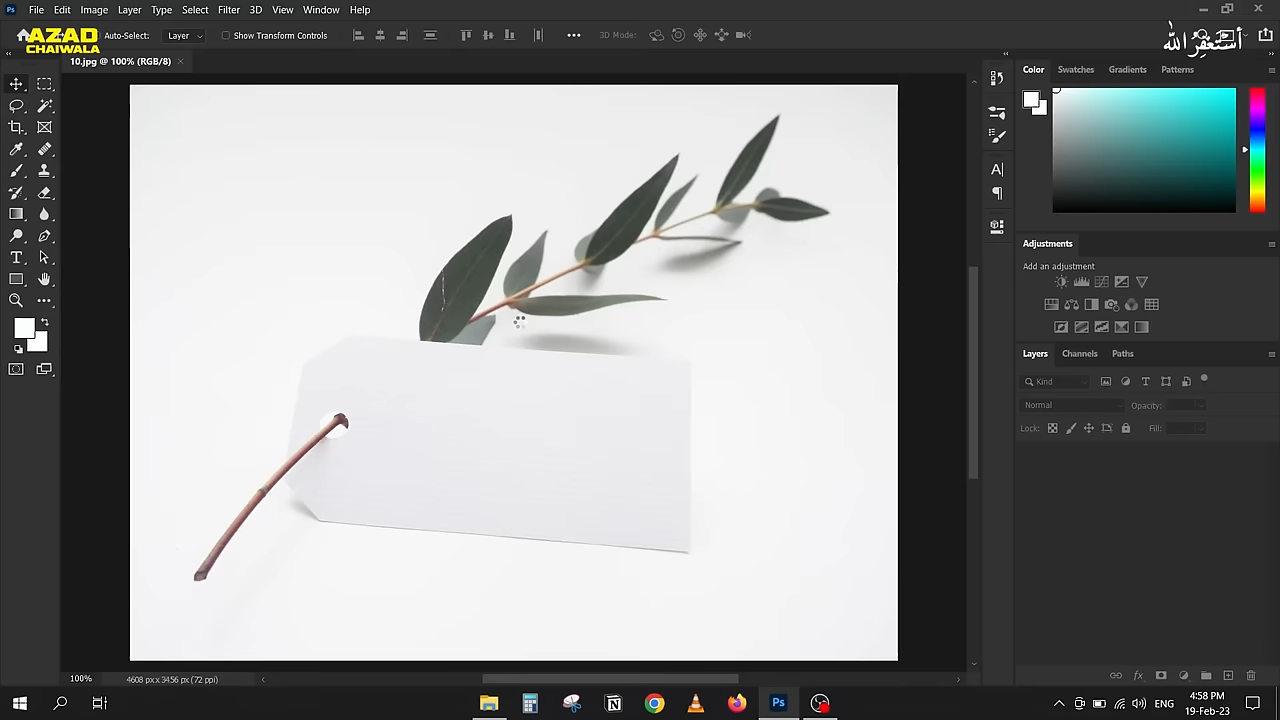 Ps File Edit Image Layer Type Select Filter 3D View Window Help
AZAD
CHAIWALA
Auto-Select: Layer Show Transform Controls 3D Mode:
أستغفر الله
10.jpg @ 100% (RGB/8)
Color Swatches Gradients Patterns
Adjustments
Add an adjustment
Layers Channels Paths
Kind
Normal Opacity:
Lock: Fill:
100% 4608 px x 3456 px (72 ppi)
Ps ENG 4:58 PM
19-Feb-23